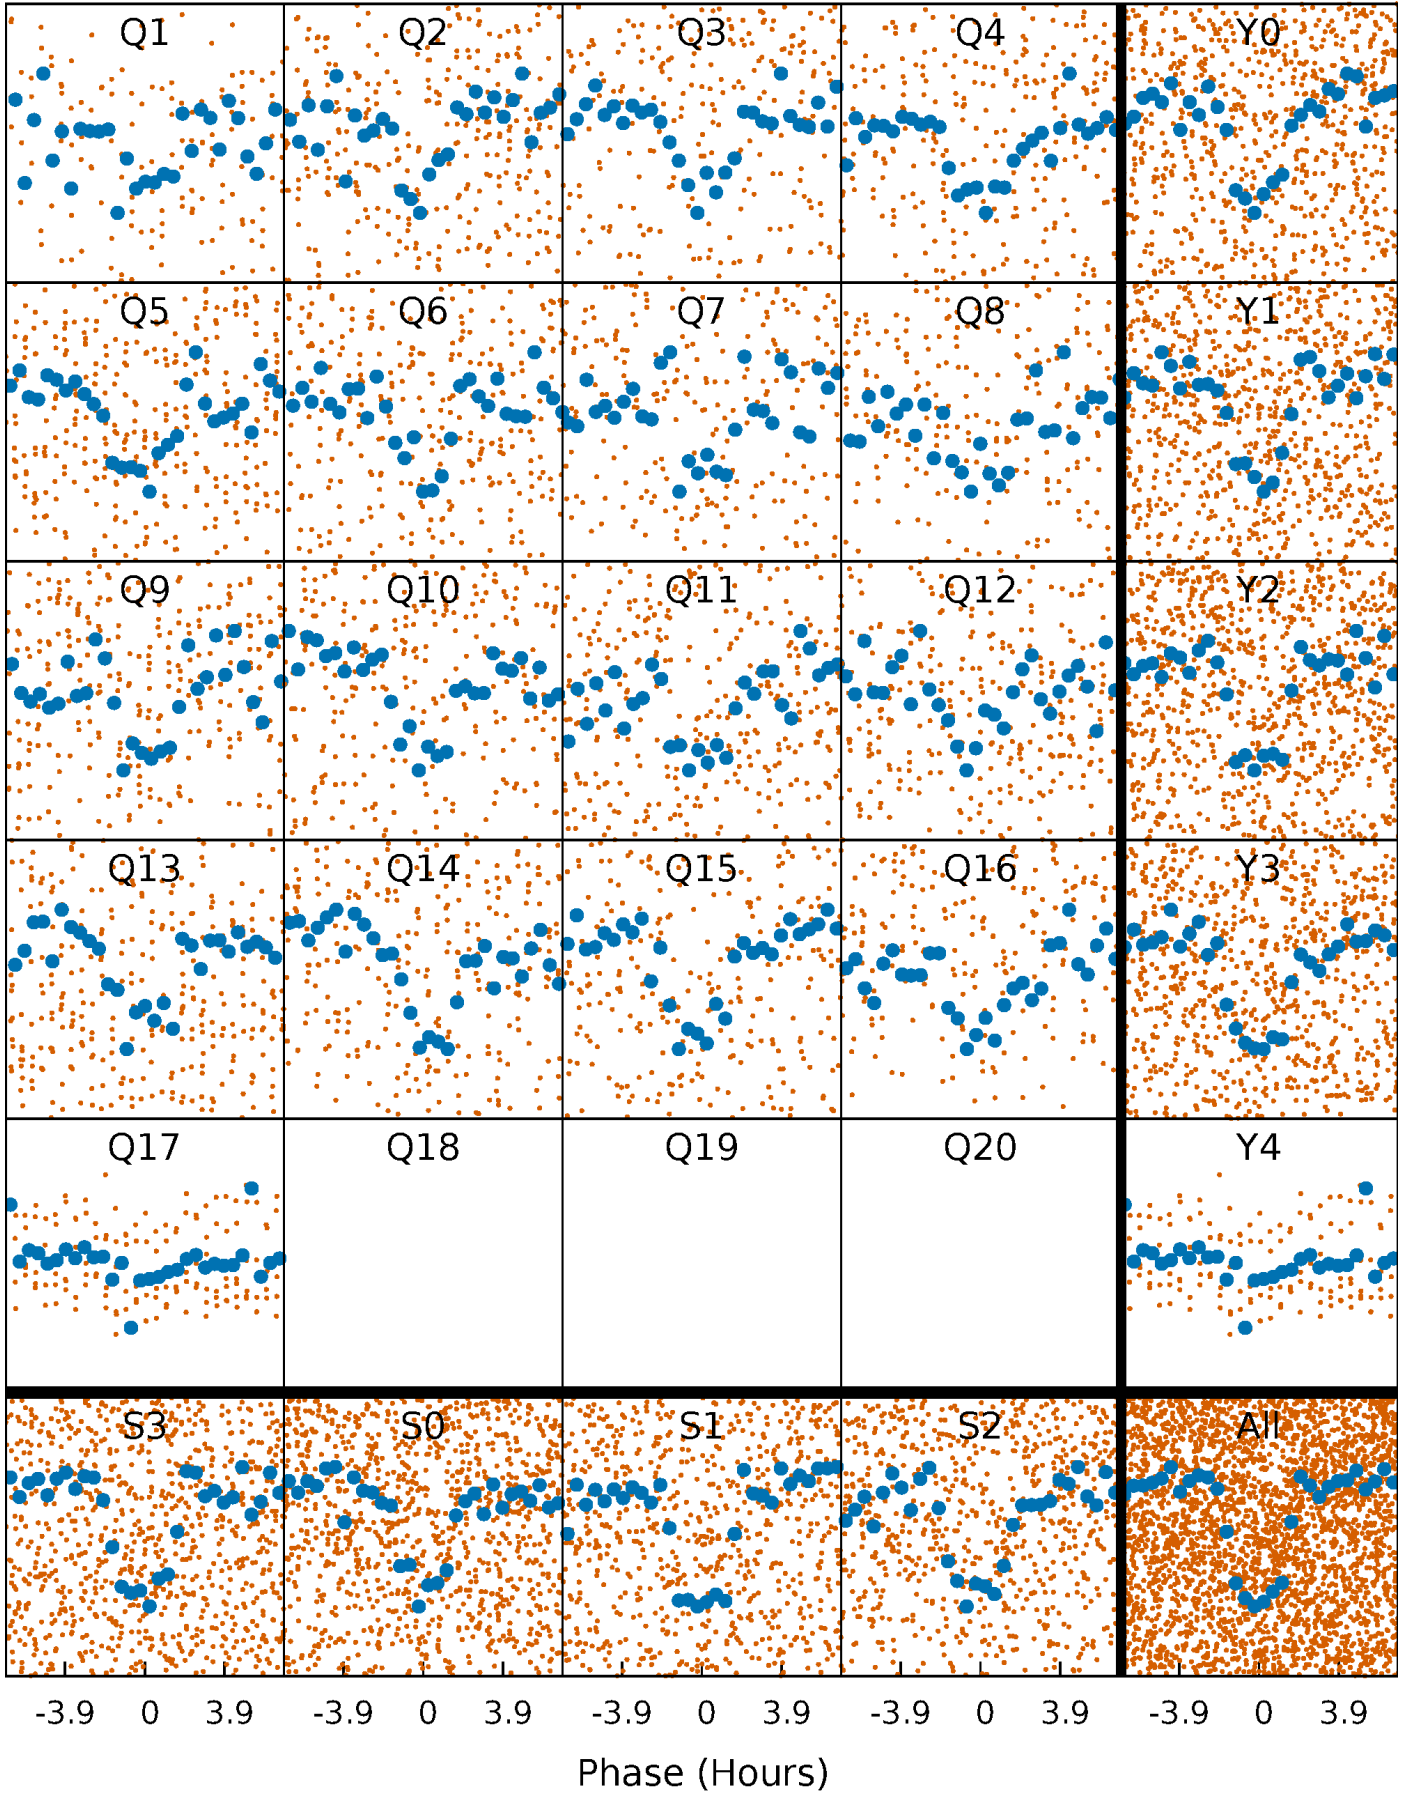 Q1 Q2 Q3 Q4 Y0
Q5 Q6 Q7 Q8 Y1
Q9 Q10 Q11 Q12 Y2
Q13 Q14 Q15 Q16 Y3
Q17 Q18 Q19 Q20 Y4
S3 S0 S1 S2 All
-3.9 0 3.9 -3.9 0 3.9 -3.9 0 3.9 -3.9 0 3.9 -3.9 0 3.9
Phase (Hours)